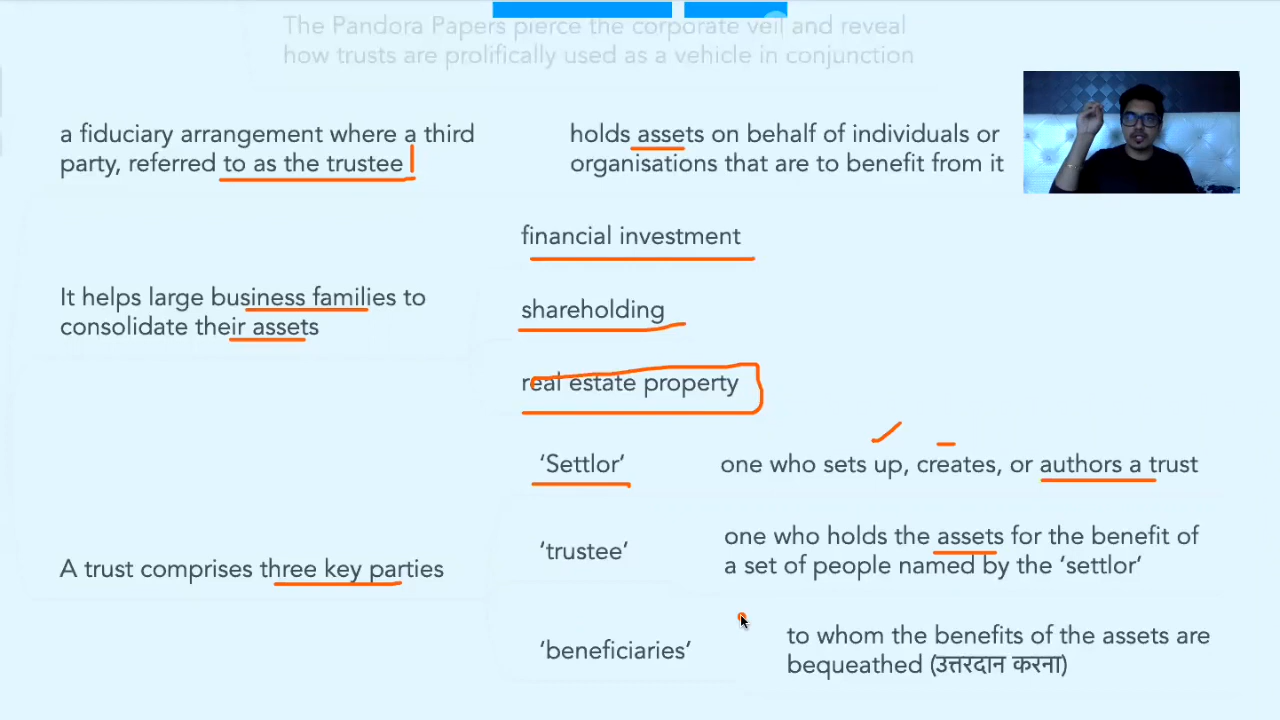 The Pandora Papers pierce the corporate veil and reveal
how trusts are prolifically used as a vehicle in conjunction
a fiduciary arrangement where a third
party, referred to as the trustee
holds assets on behalf of individuals or
organisations that are to benefit from it
financial investment
It helps large business families to
consolidate their assets
shareholding
real estate property
‘Settlor’
one who sets up, creates, or authors a trust
A trust comprises three key parties
‘trustee’
one who holds the assets for the benefit of
a set of people named by the ‘settlor’
‘beneficiaries’
to whom the benefits of the assets are
bequeathed (उत्तरदान करना)